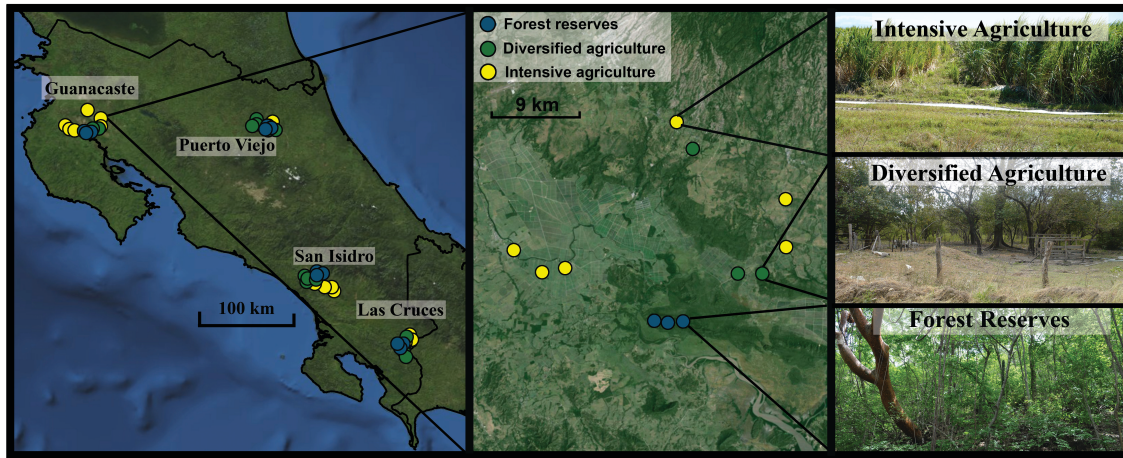 Guanacaste
Puerto Viejo
San Isidro
Las Cruces
100 km
Forest reserves
Diversified agriculture
Intensive agriculture
9 km
Intensive Agriculture
Diversified Agriculture
Forest Reserves